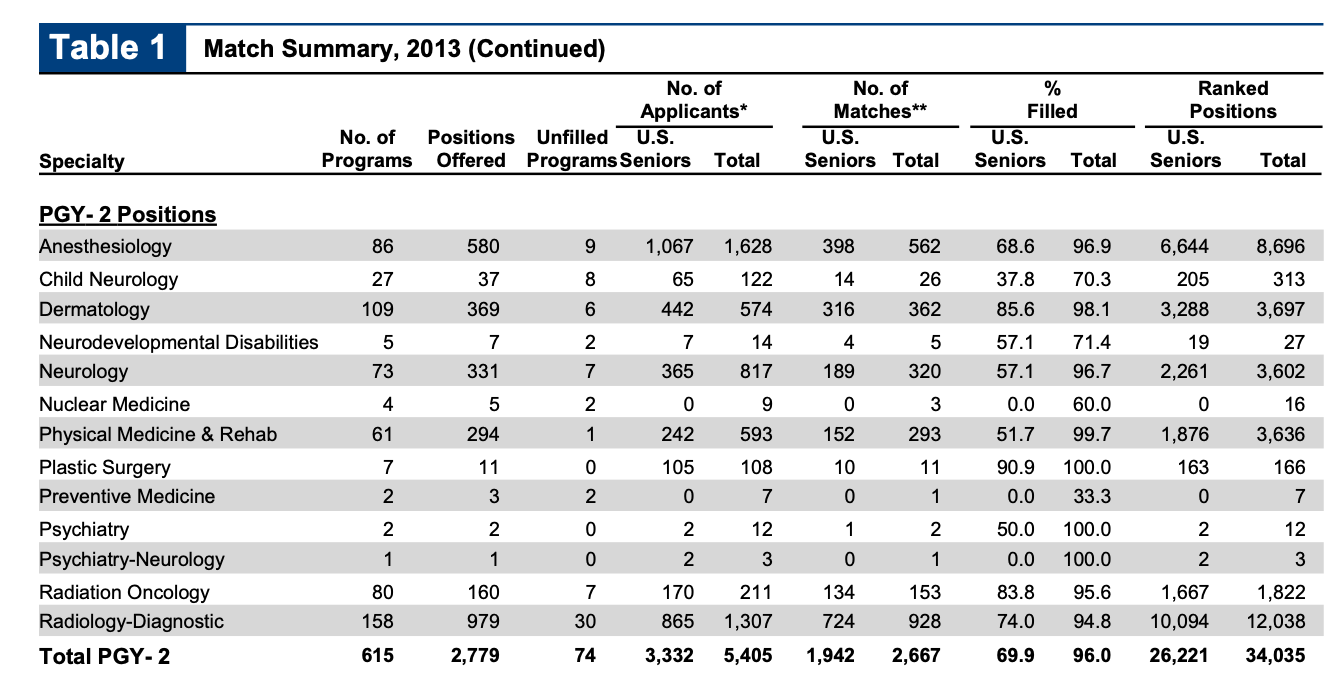 Table 1 Match Summary, 2013 (Continued)
No. of No. of % Ranked
Applicants* Matches** Filled Positions
No. of Positions Unfilled U.S. U.S. U.S. U.S.
Specialty Programs Offered Programs Seniors Total Seniors Total Seniors Total Seniors Total
PGY- 2 Positions
Anesthesiology 86 580 9 1,067 1,628 398 562 68.6 96.9 6,644 8,696
Child Neurology 27 37 8 65 122 14 26 37.8 70.3 205 313
Dermatology 109 369 6 442 574 316 362 85.6 98.1 3,288 3,697
Neurodevelopmental Disabilities 5 7 2 7 14 4 5 57.1 71.4 19 27
Neurology 73 331 7 365 817 189 320 57.1 96.7 2,261 3,602
Nuclear Medicine 4 5 2 0 9 0 3 0.0 60.0 0 16
Physical Medicine & Rehab 61 294 1 242 593 152 293 51.7 99.7 1,876 3,636
Plastic Surgery 7 11 0 105 108 10 11 90.9 100.0 163 166
Preventive Medicine 2 3 2 0 7 0 1 0.0 33.3 0 7
Psychiatry 2 2 0 2 12 1 2 50.0 100.0 2 12
Psychiatry-Neurology 1 1 0 2 3 0 1 0.0 100.0 2 3
Radiation Oncology 80 160 7 170 211 134 153 83.8 95.6 1,667 1,822
Radiology-Diagnostic 158 979 30 865 1,307 724 928 74.0 94.8 10,094 12,038
Total PGY- 2 615 2,779 74 3,332 5,405 1,942 2,667 69.9 96.0 26,221 34,035